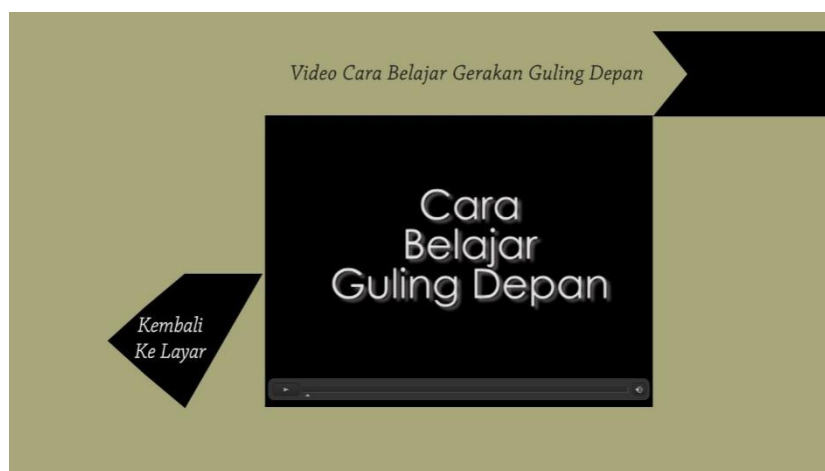 Video Cara Belajar Gerakan Guling Depan
Cara
Belajar
Guling Depan
Kembali
Ke Layar